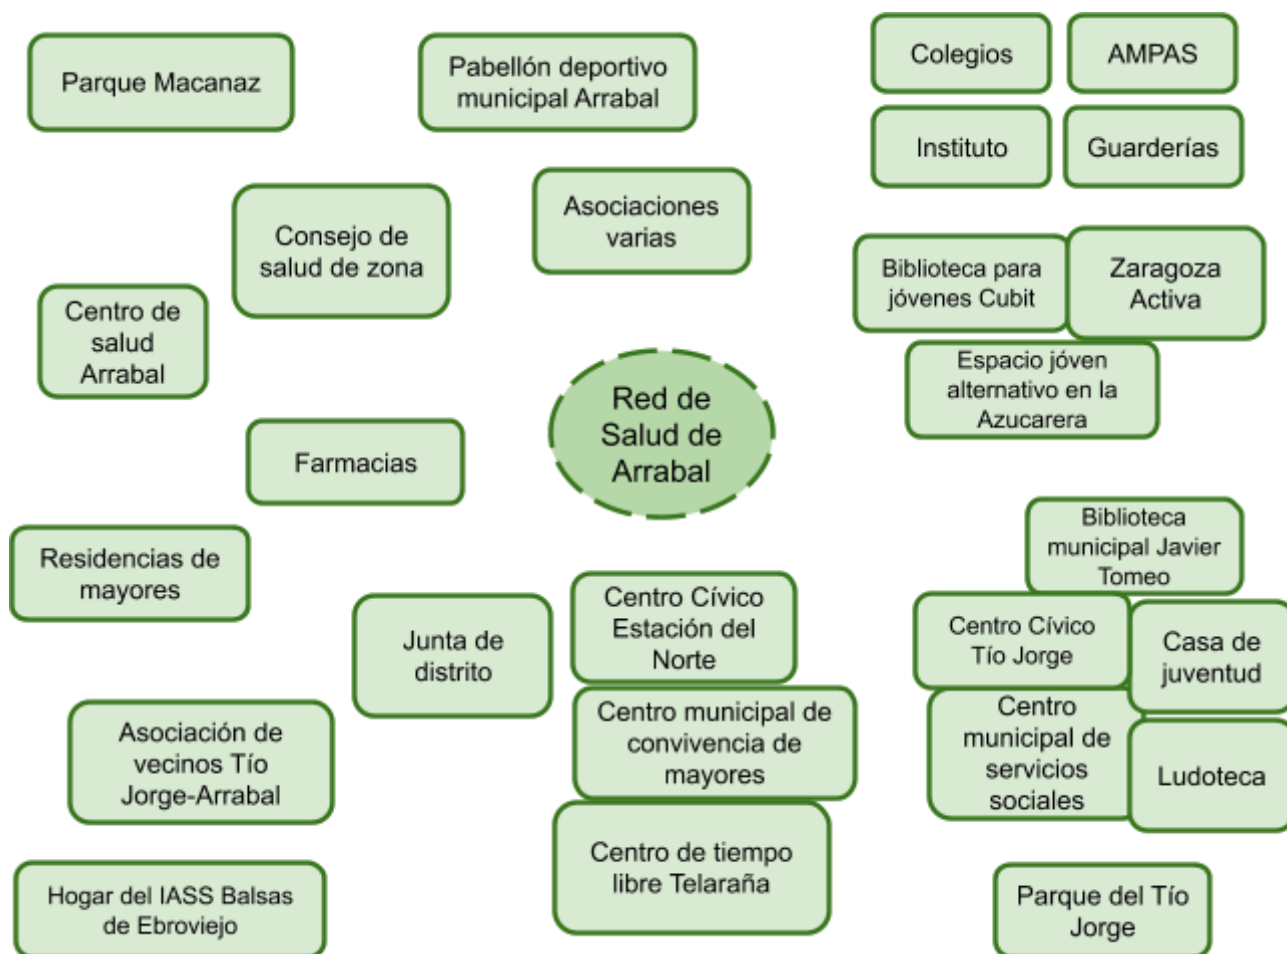 Parque Macanaz
Pabellón deportivo
municipal Arrabal
Colegios
AMPAS
Instituto
Guarderías
Consejo de
salud de zona
Asociaciones
varias
Biblioteca para
jóvenes Cubit
Zaragoza
Activa
Centro de
salud
Arrabal
Espacio jóven
alternativo en la
Azucarera
Red de
Salud de
Arrabal
Farmacias
Residencias de
mayores
Biblioteca
municipal Javier
Tomeo
Junta de
distrito
Centro Cívico
Estación del
Norte
Centro Cívico
Tío Jorge
Casa de
juventud
Asociación de
vecinos Tío
Jorge-Arrabal
Centro municipal de
convivencia de
mayores
Centro
municipal de
servicios
sociales
Ludoteca
Centro de tiempo
libre Telaraña
Hogar del IASS Balsas
de Ebroviejo
Parque del Tío
Jorge